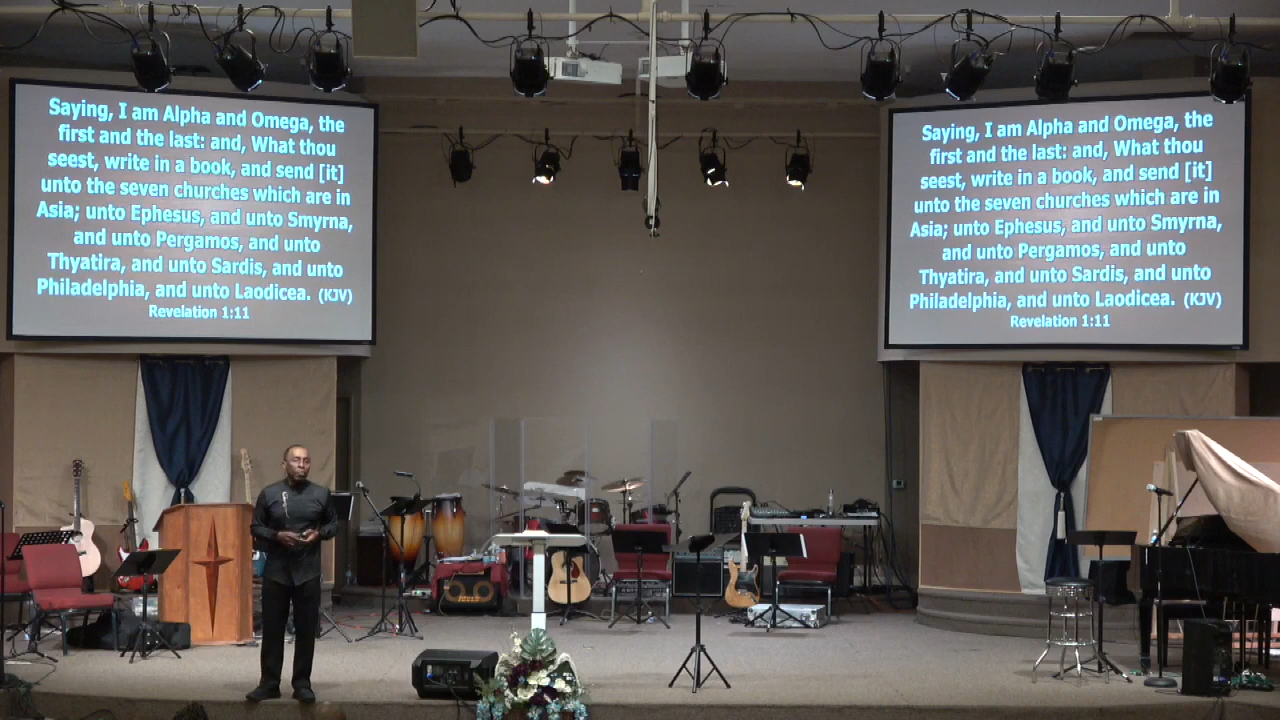 Saying, I am Alpha and Omega, the
first and the last: and, What thou
seest, write in a book, and send [it]
unto the seven churches which are in
Asia; unto Ephesus, and unto Smyrna,
and unto Pergamos, and unto
Thyatira, and unto Sardis, and unto
Philadelphia, and unto Laodicea. (KJV)
Revelation 1:11
Saying, I am Alpha and Omega, the
first and the last: and, What thou
seest, write in a book, and send [it]
unto the seven churches which are in
Asia; unto Ephesus, and unto Smyrna,
and unto Pergamos, and unto
Thyatira, and unto Sardis, and unto
Philadelphia, and unto Laodicea. (KJV)
Revelation 1:11